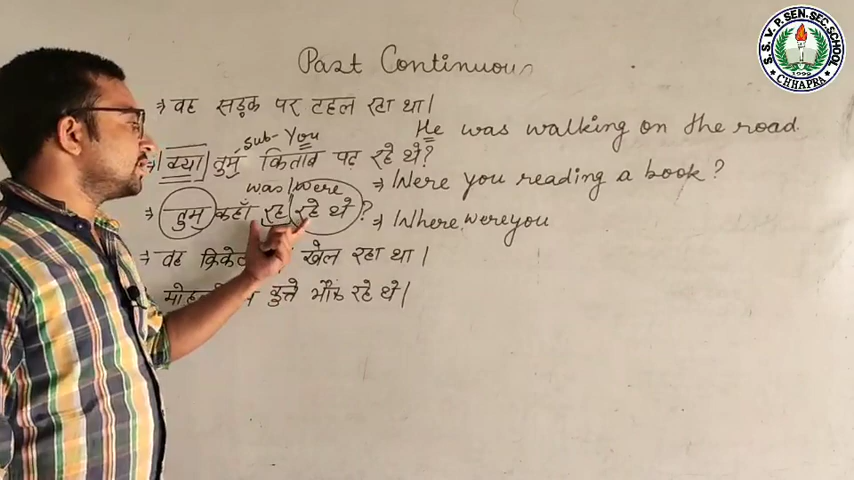 Past Continuous
⇒ वह सड़क पर टहल रहा था।
He was walking on the road.
Sub- You
⇒ क्या तुम किताब पढ़ रहे थे?
⇒ Were you reading a book?
was/were
⇒ तुम कहाँ रह रहे थे?
⇒ Where were you
⇒ वह क्रिकेट खेल रहा था।
कुत्ते भौंक रहे थे।
S. S. V. P. SEN. SEC. SCHOOL
1999
CHHAPRA